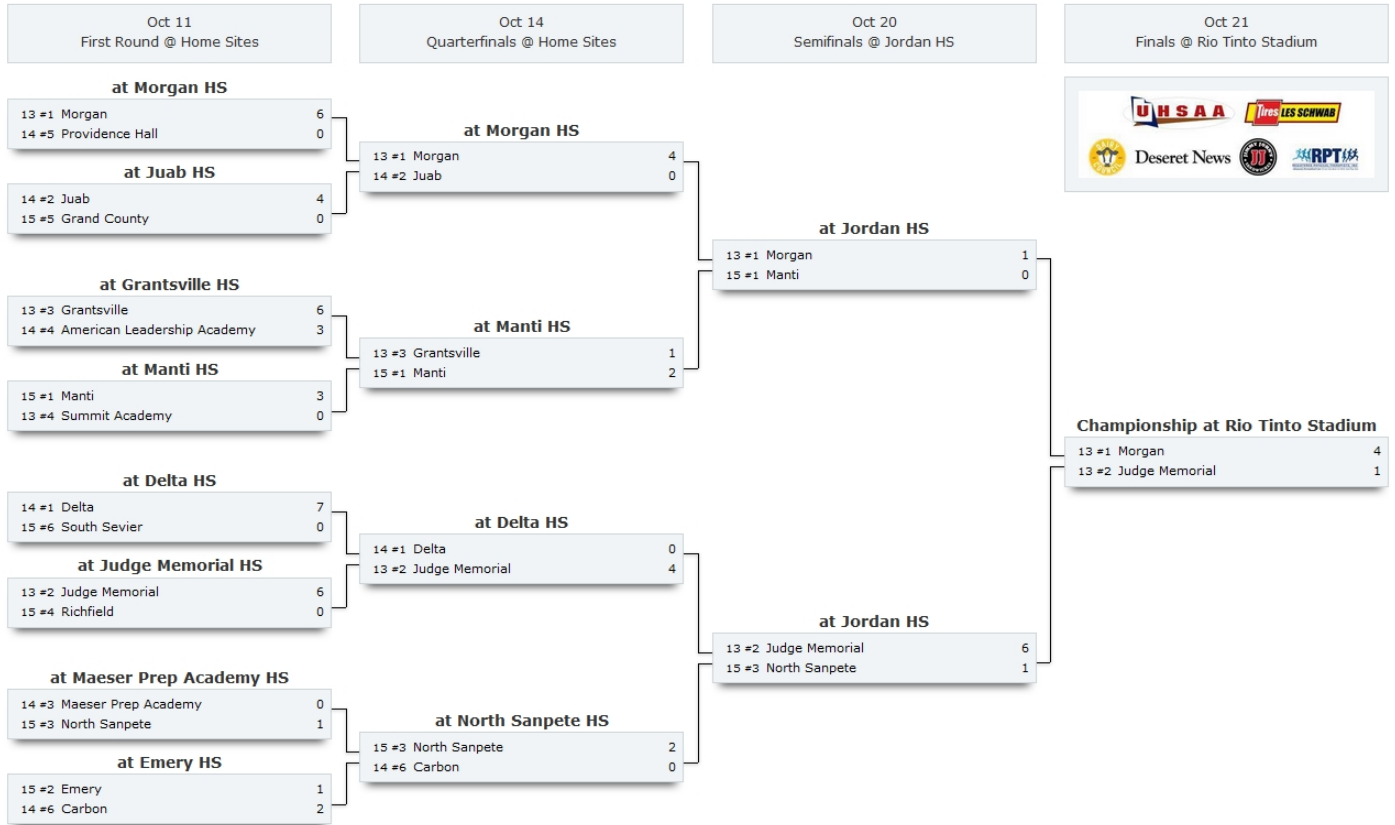 Oct 11
First Round @ Home Sites
Oct 14
Quarterfinals @ Home Sites
Oct 20
Semifinals @ Jordan HS
Oct 21
Finals @ Rio Tinto Stadium
at Morgan HS
13 #1 Morgan 6
14 #5 Providence Hall 0
at Juab HS
14 #2 Juab 4
15 #5 Grand County 0
at Grantsville HS
13 #3 Grantsville 6
14 #4 American Leadership Academy 3
at Manti HS
15 #1 Manti 3
13 #4 Summit Academy 0
at Delta HS
14 #1 Delta 7
15 #6 South Sevier 0
at Judge Memorial HS
13 #2 Judge Memorial 6
15 #4 Richfield 0
at Maeser Prep Academy HS
14 #3 Maeser Prep Academy 0
15 #3 North Sanpete 1
at Emery HS
15 #2 Emery 1
14 #6 Carbon 2
at Morgan HS
13 #1 Morgan 4
14 #2 Juab 0
at Manti HS
13 #3 Grantsville 1
15 #1 Manti 2
at Delta HS
14 #1 Delta 0
13 #2 Judge Memorial 4
at North Sanpete HS
15 #3 North Sanpete 2
14 #6 Carbon 0
at Jordan HS
13 #1 Morgan 1
15 #1 Manti 0
at Jordan HS
13 #2 Judge Memorial 6
15 #3 North Sanpete 1
UHSAA
Tires LES SCHWAB
Deseret News
JJ
RPT
Championship at Rio Tinto Stadium
13 #1 Morgan 4
13 #2 Judge Memorial 1